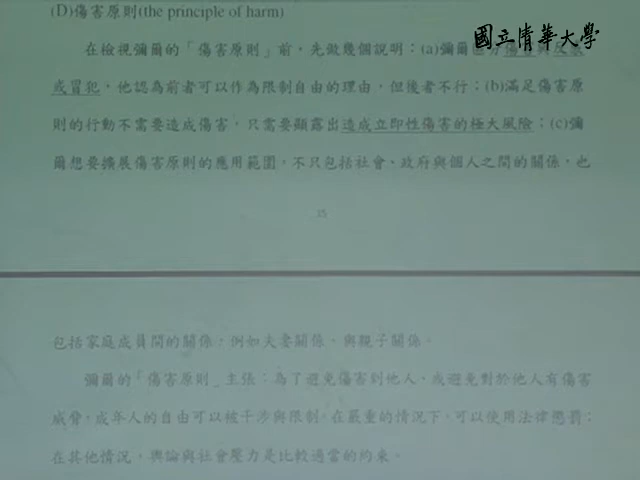 (D)傷害原則(the principle of harm)
國立清華大學
在檢視彌爾的「傷害原則」前，先做幾個說明：(a)彌爾區分傷害與
或冒犯，他認為前者可以作為限制自由的理由，但後者不行；(b)滿足傷害原
則的行動不需要造成傷害，只需要顯露出造成立即性傷害的極大風險；(c)彌
爾想要擴展傷害原則的應用範圍，不只包括社會、政府與個人之間的關係，也
15
包括家庭成員間的關係，例如夫妻關係、與親子關係。
彌爾的「傷害原則」主張：為了避免傷害到他人，或避免對於他人有傷害
威脅，成年人的自由可以被干涉與限制。在嚴重的情況下，可以使用法律懲罰；
在其他情況，輿論與社會壓力是比較適當的約束。